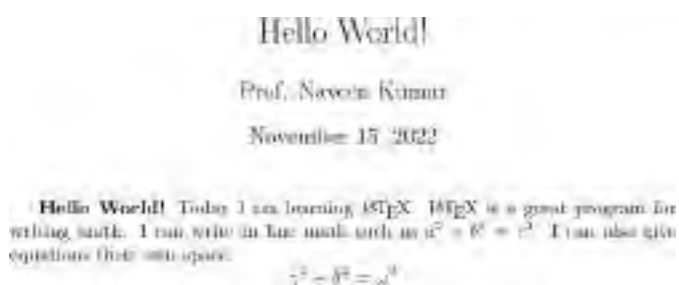 Hello World!
Prof. Naveen Kumar
November 15, 2022
Hello World! Today I am learning LATEX. LATEX is a great program for
writing math. I can write in line math such as a² + b² = c². I can also give
equations their own space.